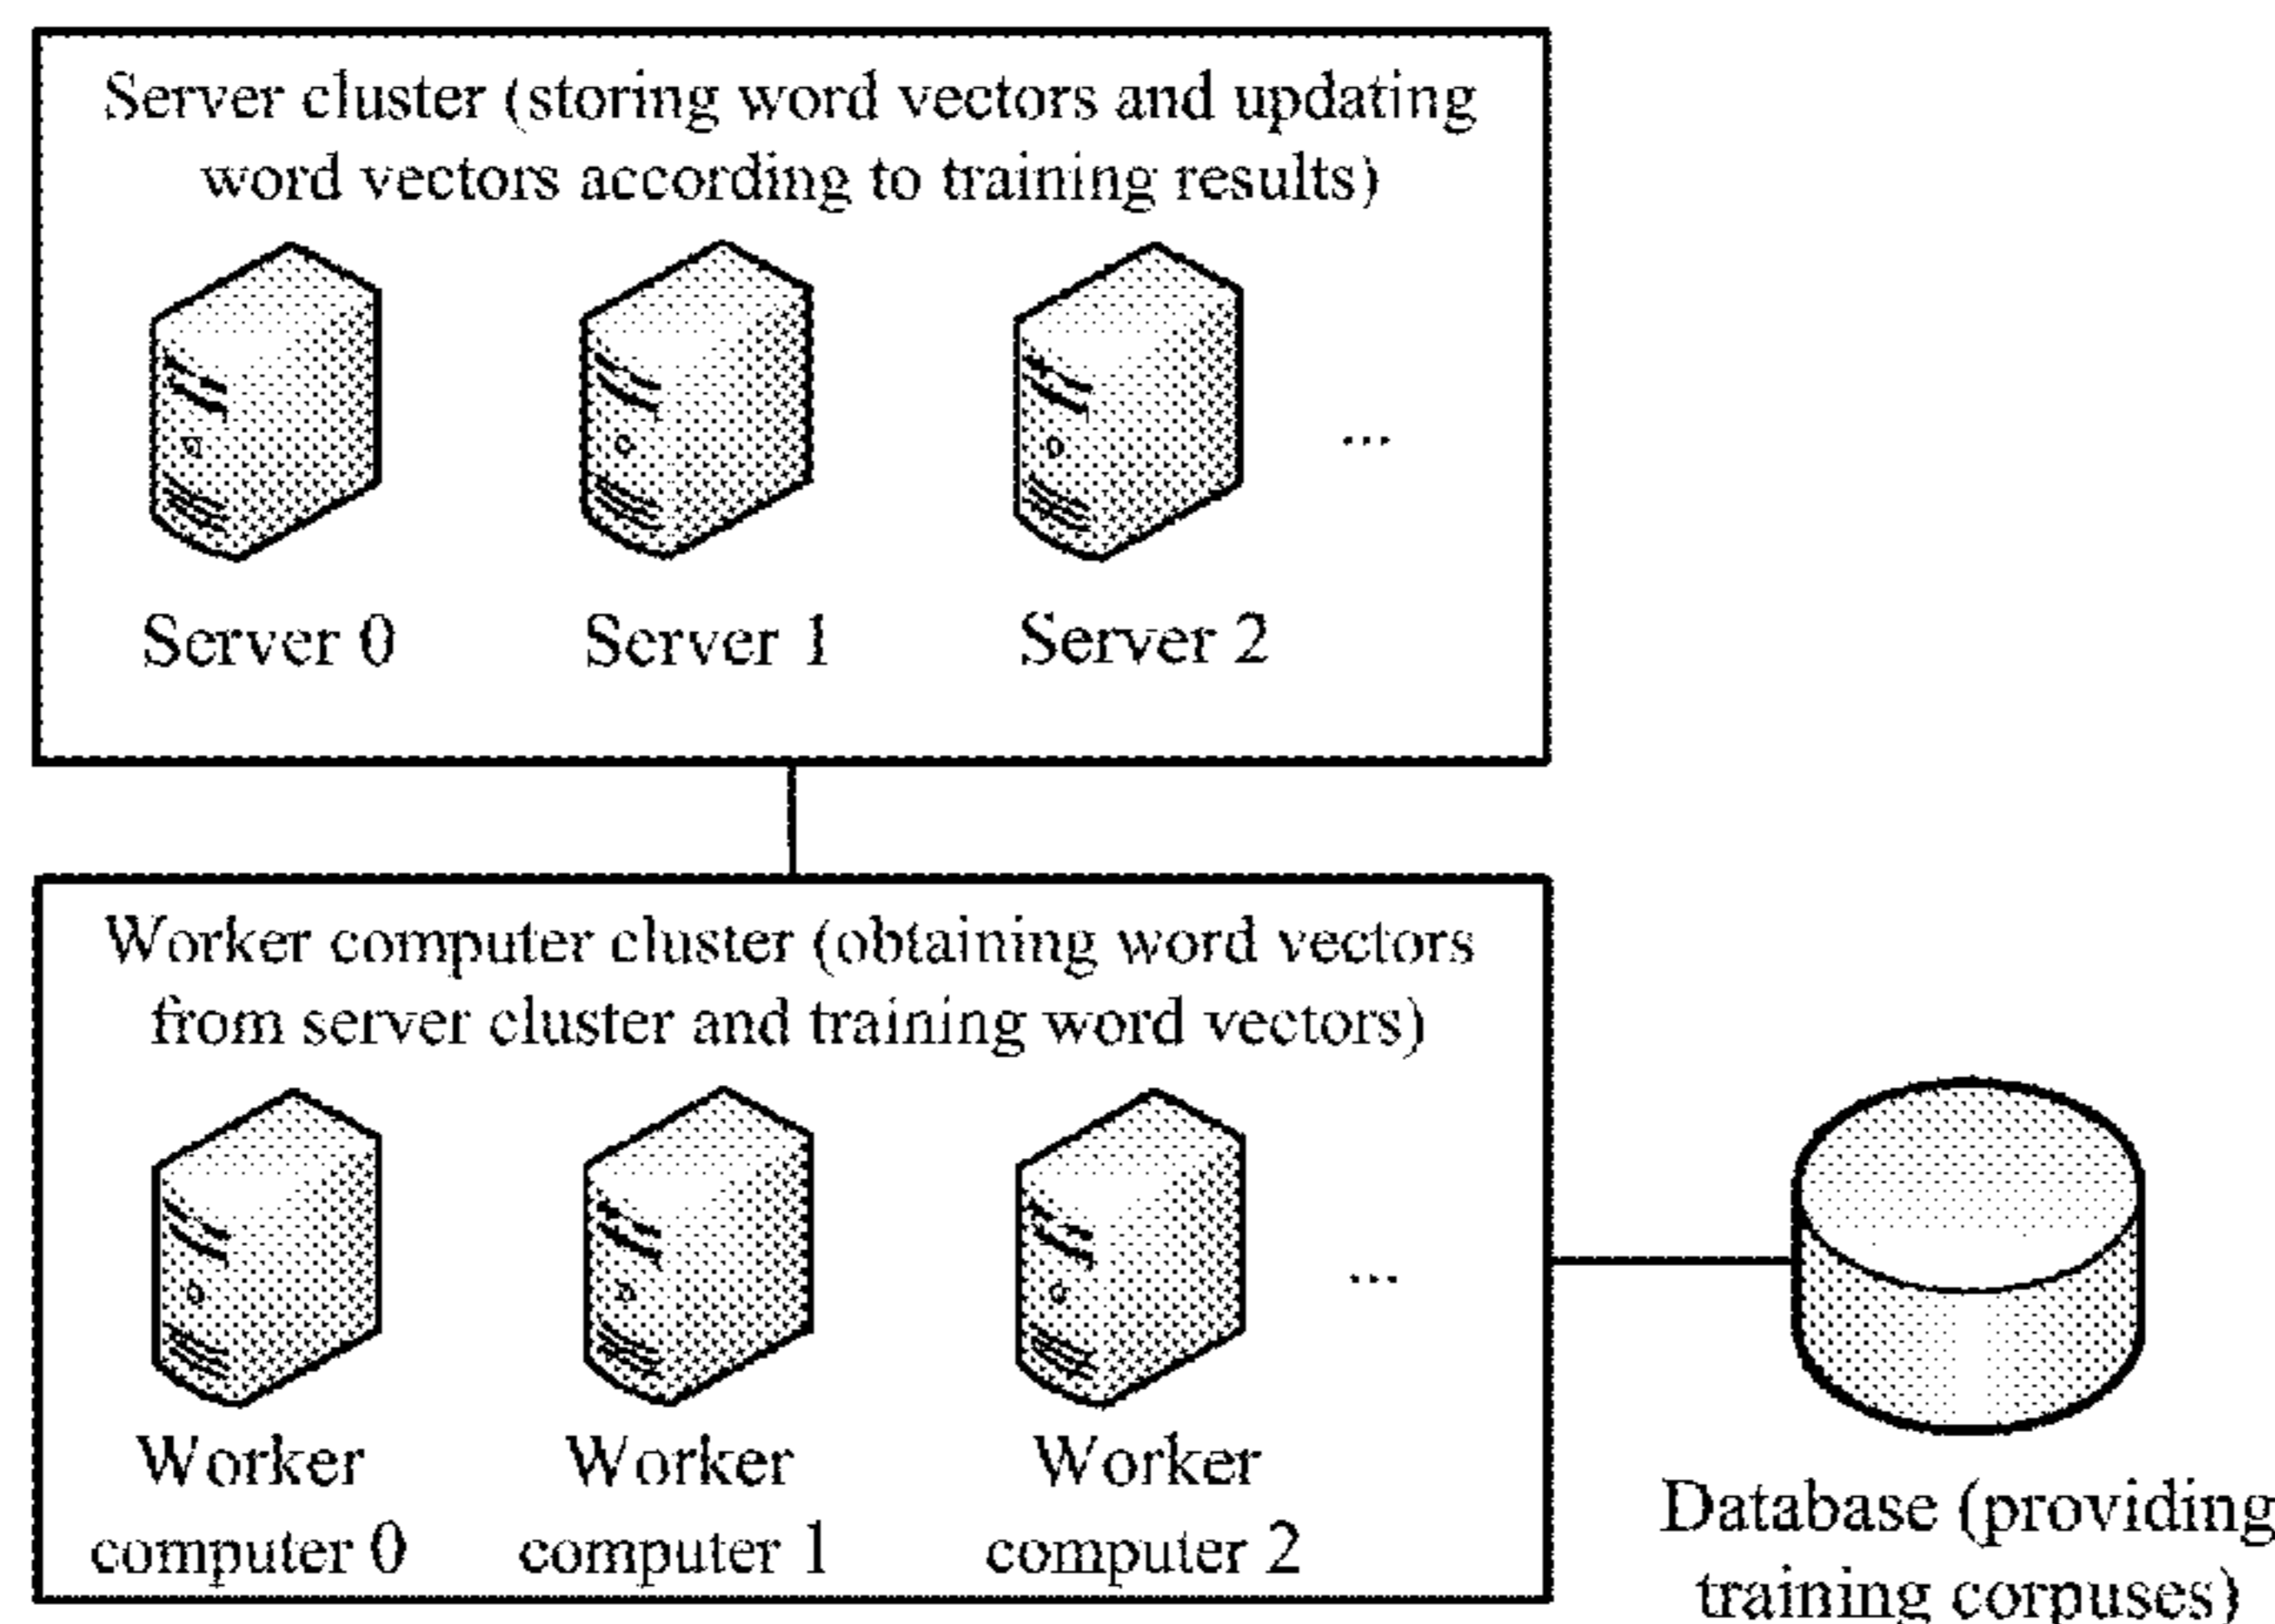 Server cluster (storing word vectors and updating
word vectors according to training results)
...
Server 0 Server 1 Server 2
Worker computer cluster (obtaining word vectors
from server cluster and training word vectors)
...
Worker Worker Worker
computer 0 computer 1 computer 2
Database (providing
training corpuses)